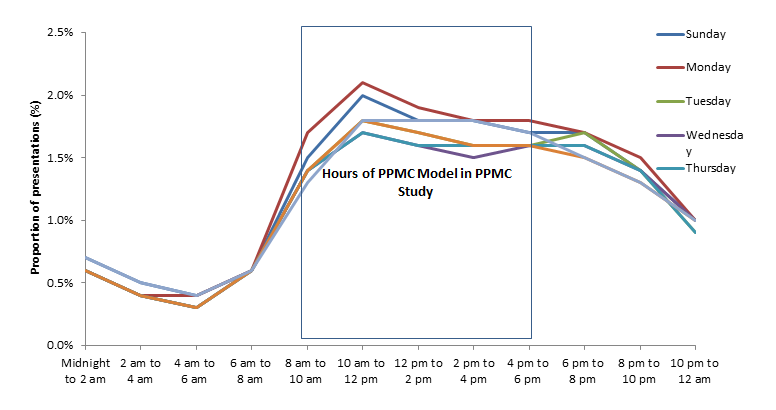 2.5%
2.0%
1.5%
1.0%
0.5%
0.0%
Proportion of presentations (%)
Sunday
Monday
Tuesday
Wednesda
y
Thursday
Hours of PPMC Model in PPMC
Study
Midnight
to 2 am
2 am to
4 am
4 am to
6 am
6 am to
8 am
8 am to
10 am
10 am to
12 pm
12 pm to
2 pm
2 pm to
4 pm
4 pm to
6 pm
6 pm to
8 pm
8 pm to
10 pm
10 pm to
12 am